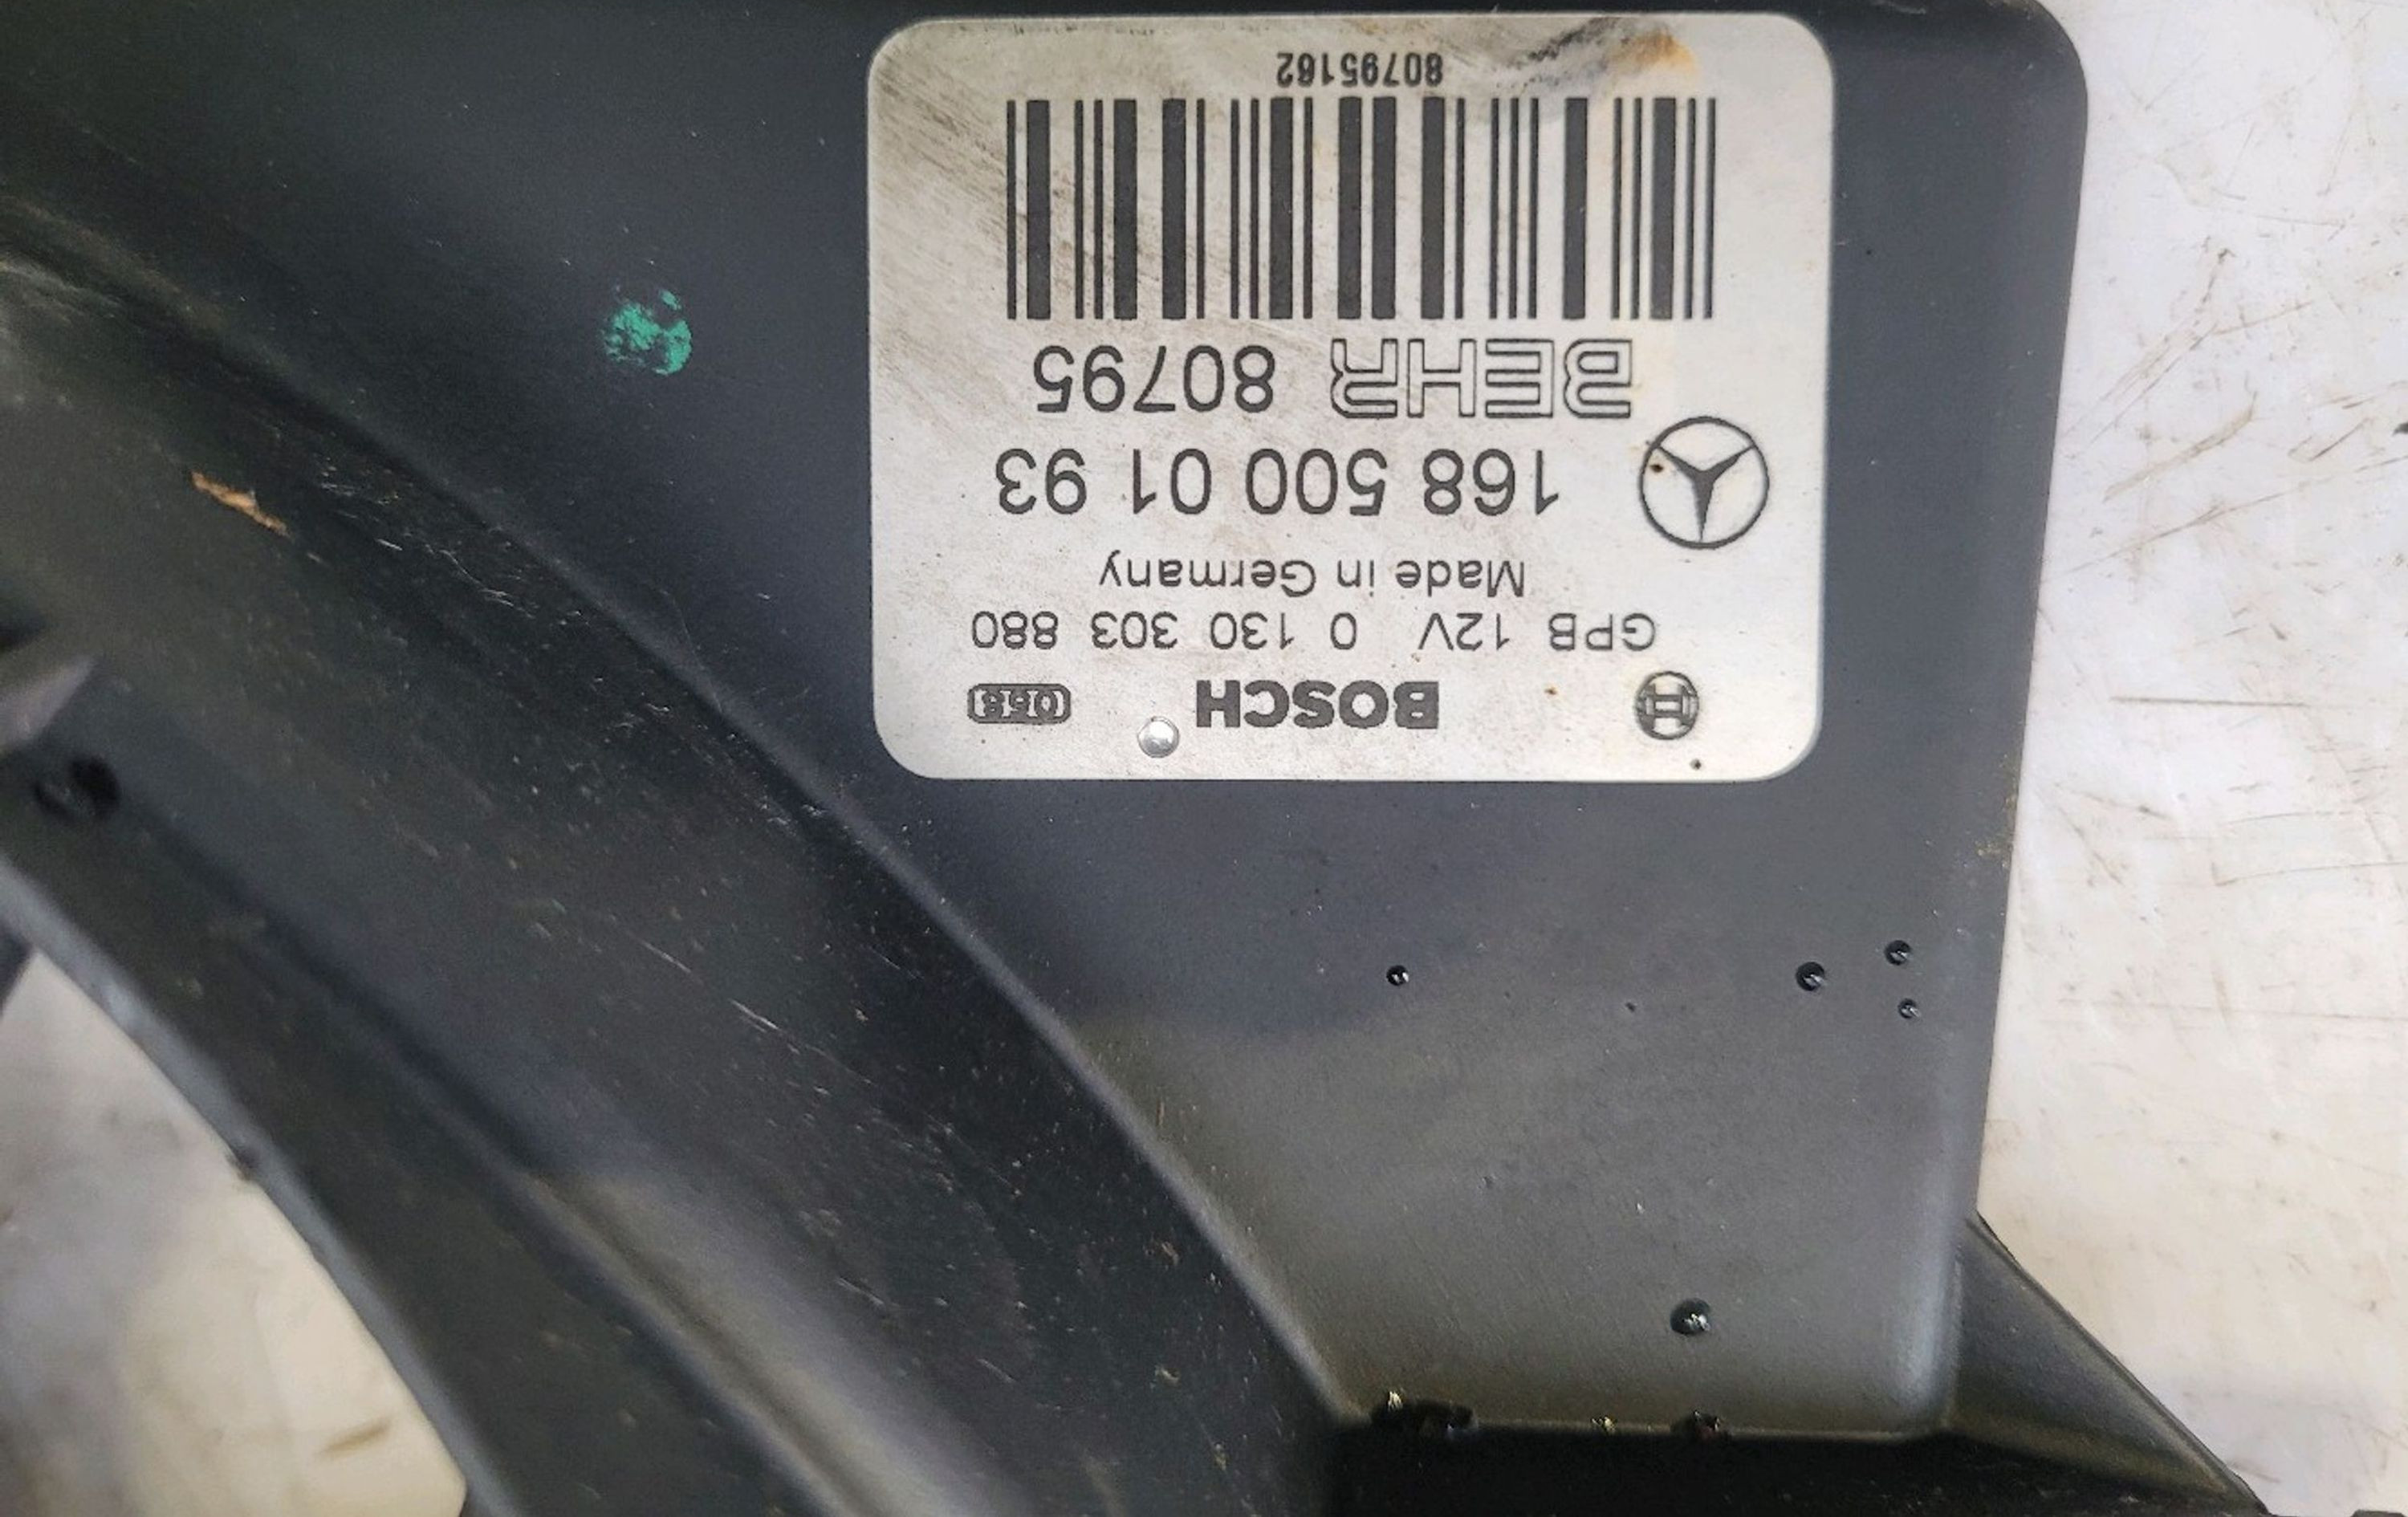 BOSCH
GPB 12V 0 130 303 880
Made in Germany
168 500 01 93
BEHR 80795
80795162